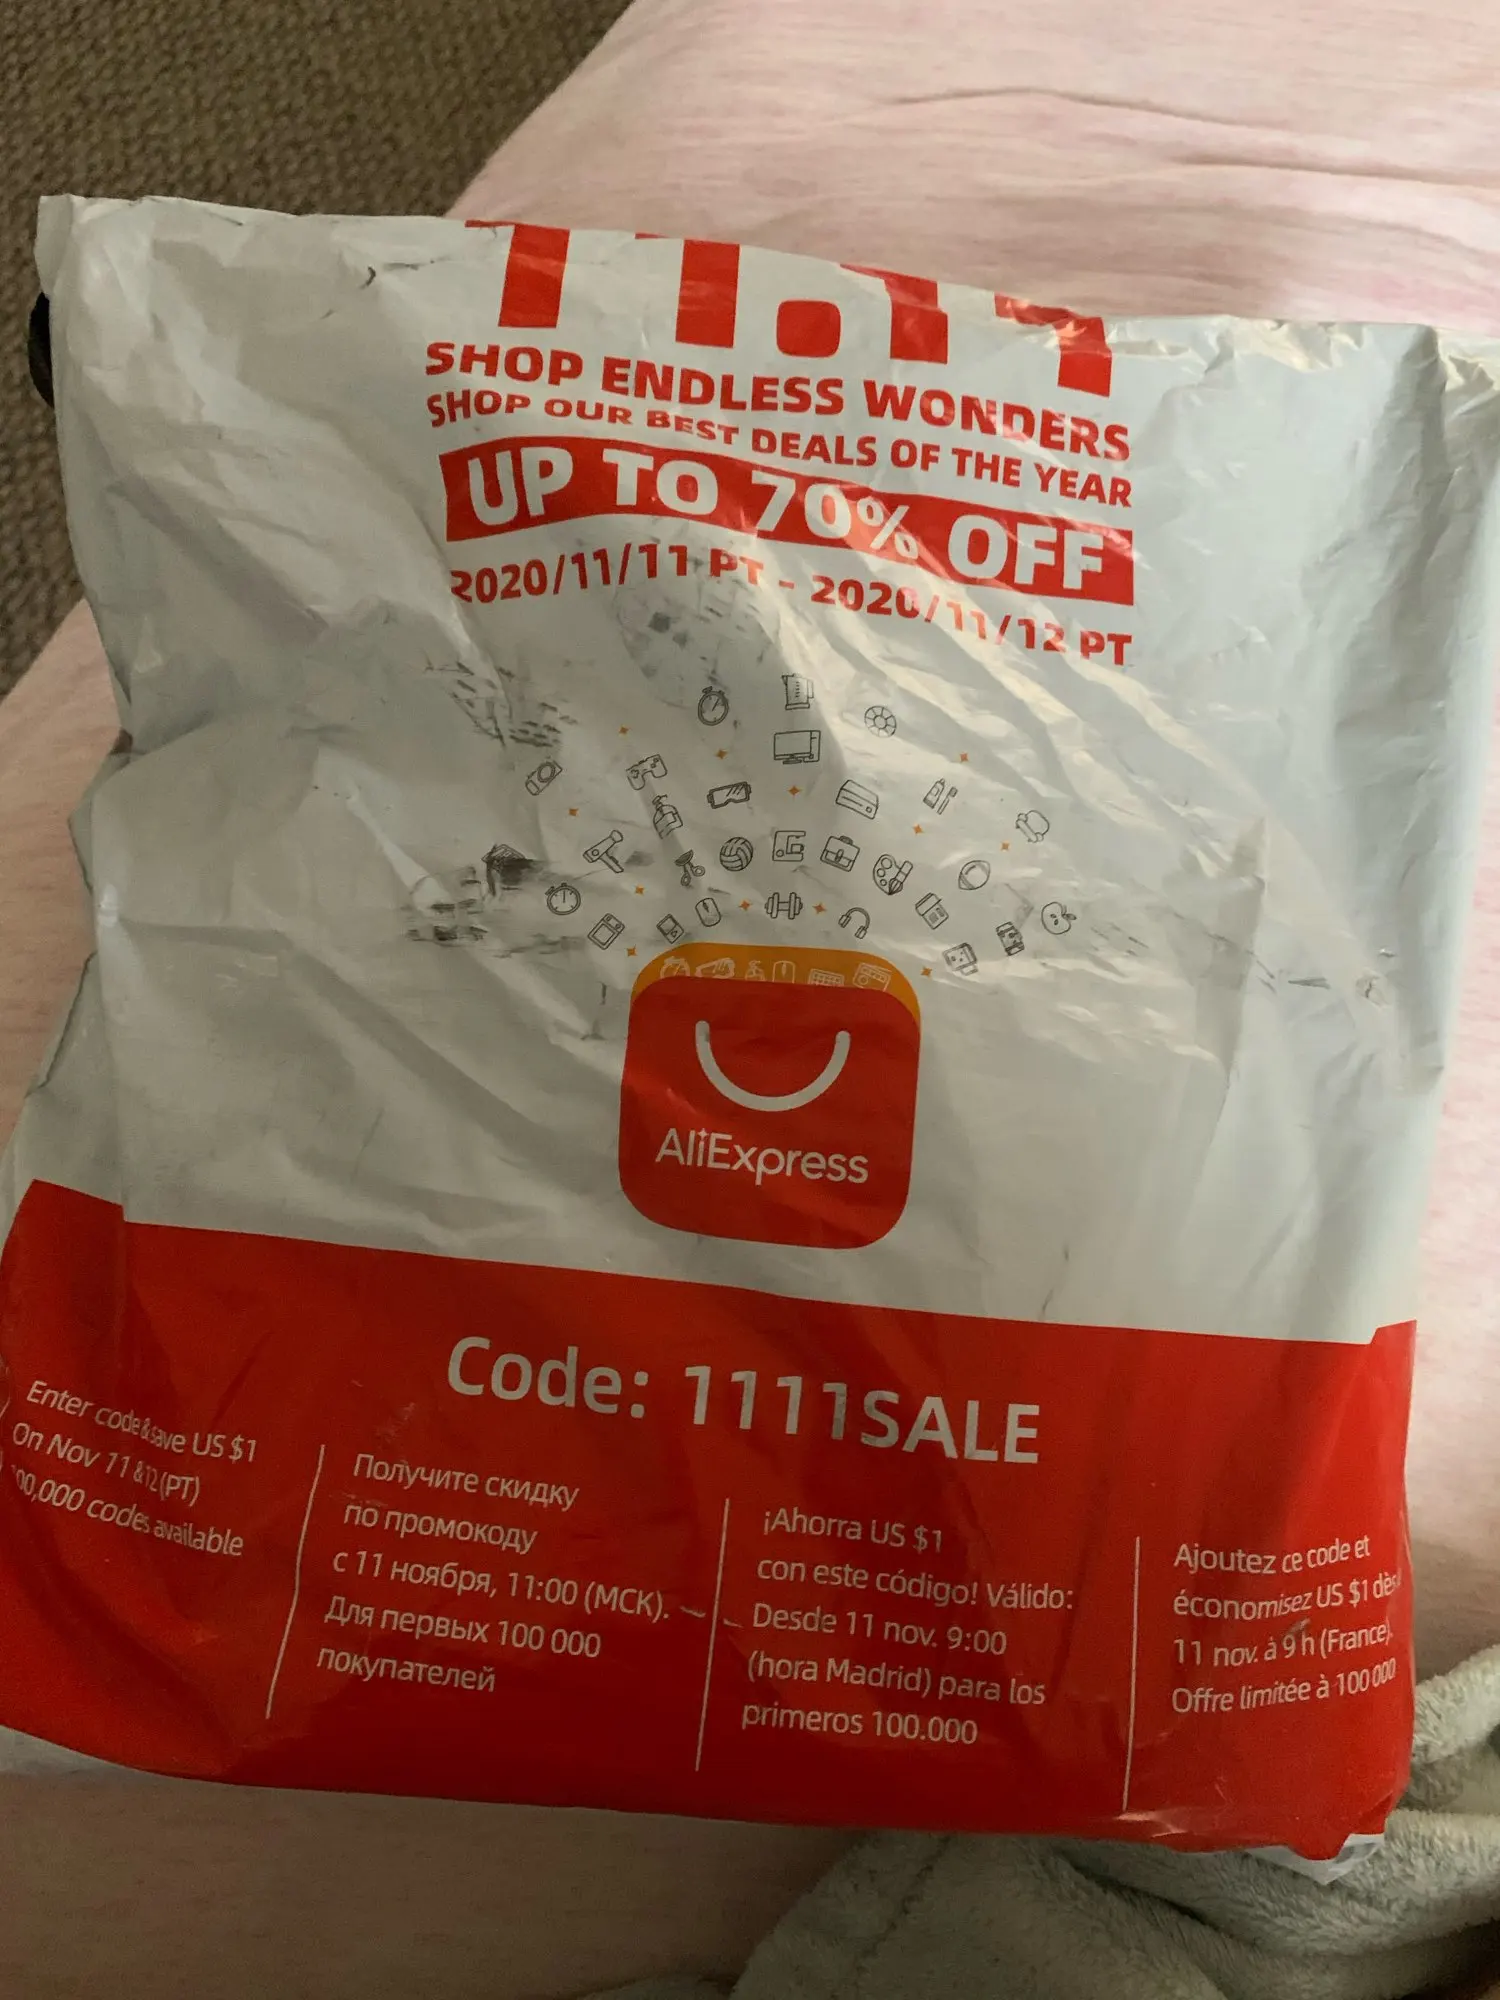 11.11
SHOP ENDLESS WONDERS
SHOP OUR BEST DEALS OF THE YEAR
UP TO 70% OFF
2020/11/11 PT - 2020/11/12 PT
AliExpress
Code: 1111SALE
Enter code & save US $1
On Nov 11 & 12 (PT)
100,000 codes available
Получите скидку
по промокоду
с 11 ноября, 11:00 (МСК).
Для первых 100 000
покупателей
¡Ahorra US $1
con este código! Válido:
Desde 11 nov. 9:00
(hora Madrid) para los
primeros 100.000
Ajoutez ce code et
économisez US $1 dès
11 nov. à 9 h (France).
Offre limitée à 100 000